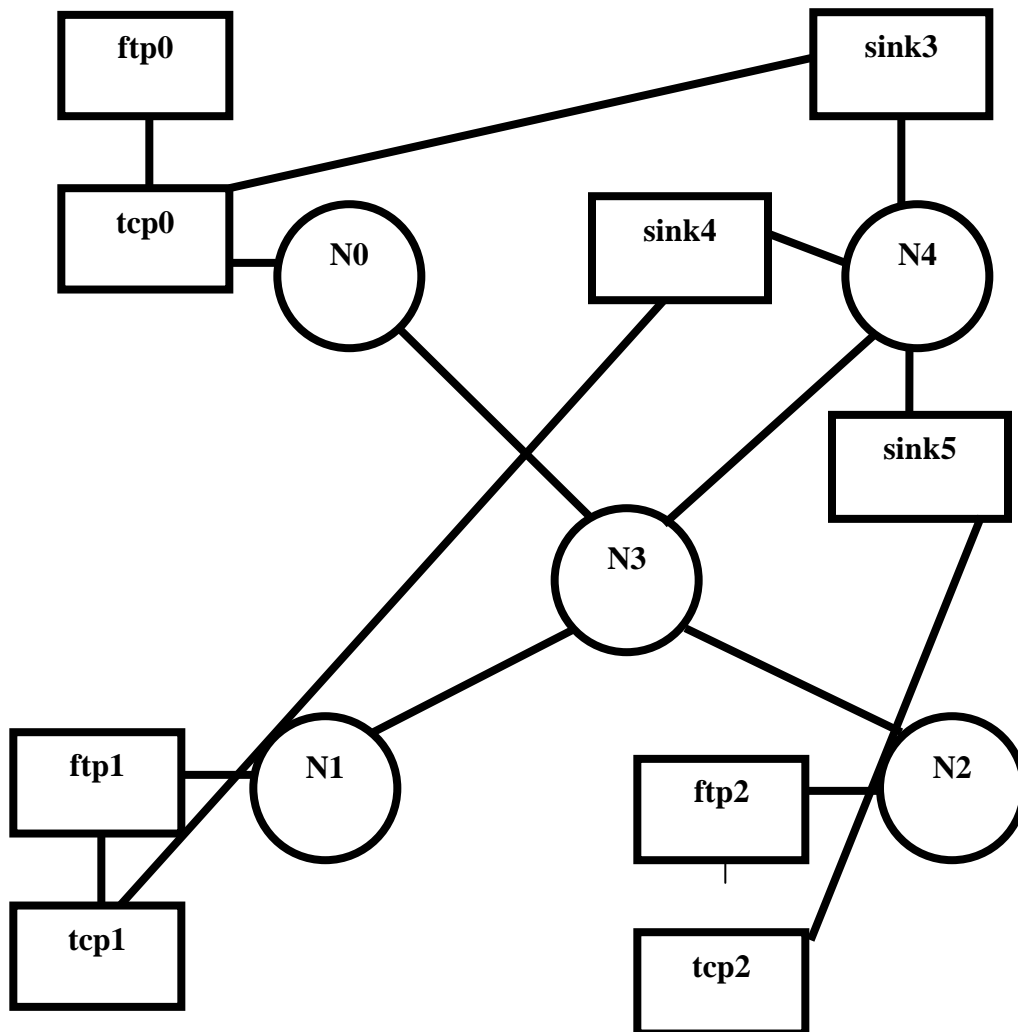 ftp0
sink3
tcp0
sink4
N0
N4
sink5
N3
ftp1
N1
ftp2
N2
tcp1
tcp2